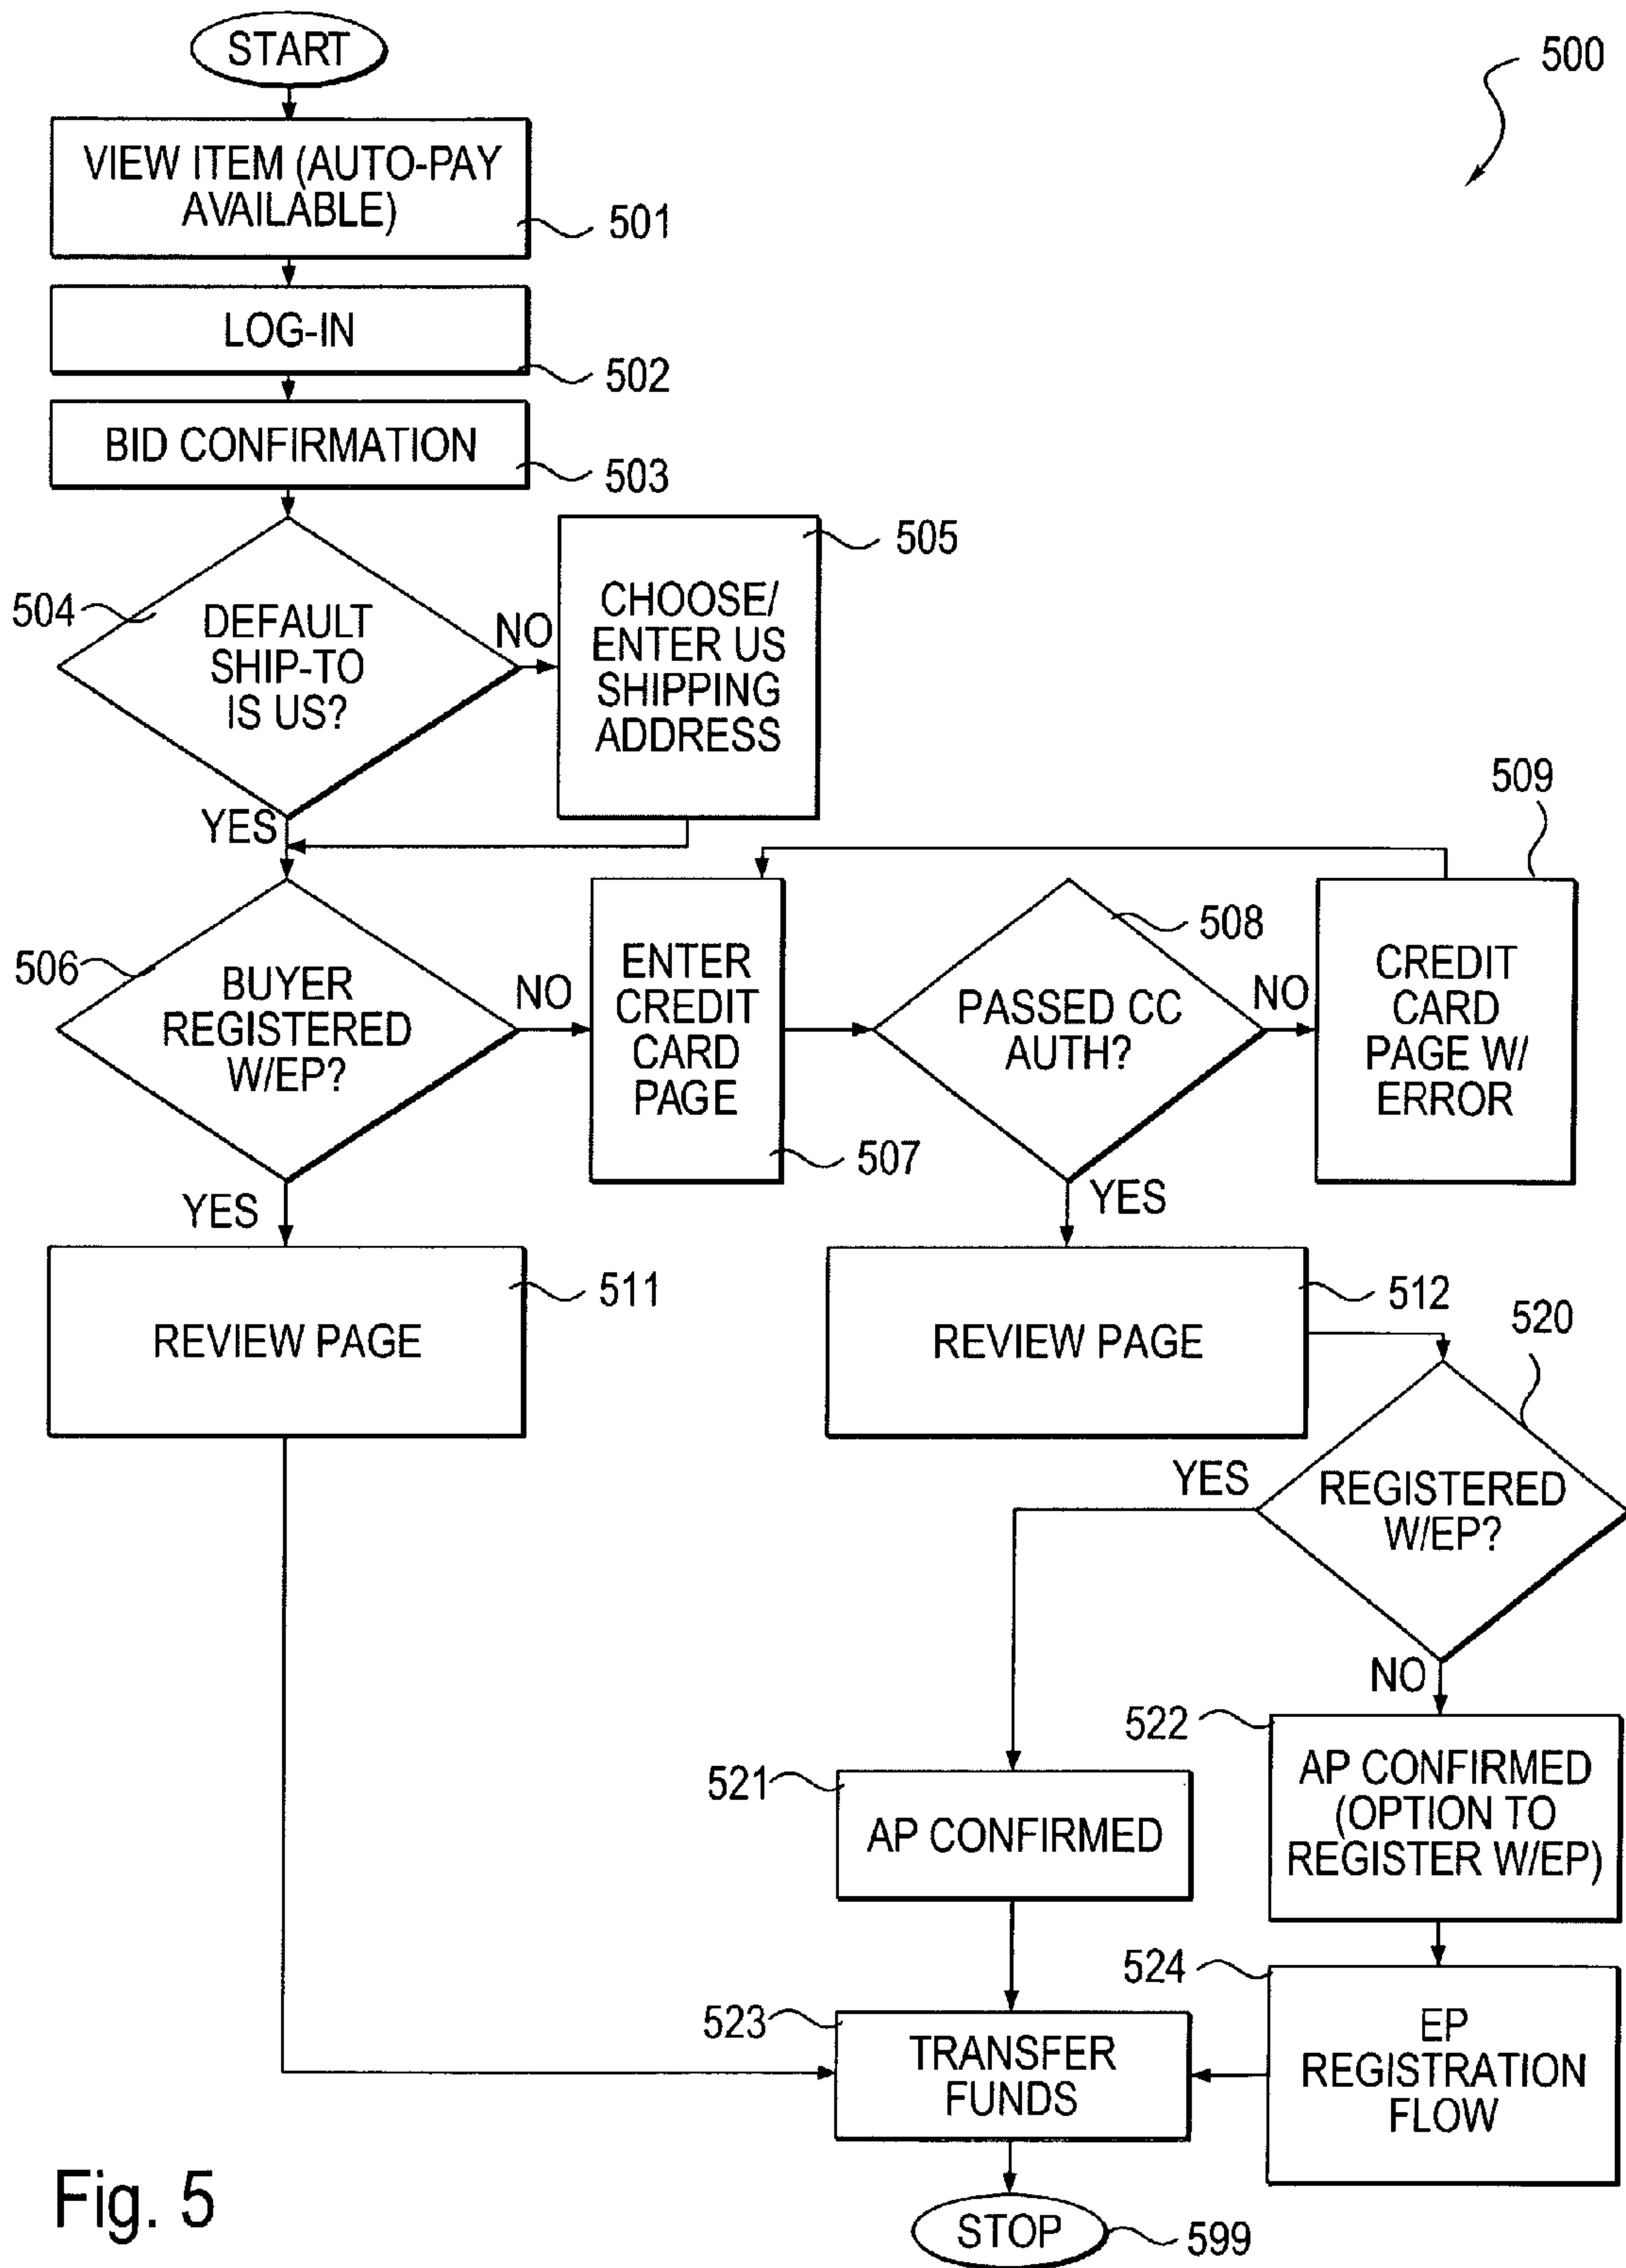 START
500
VIEW ITEM (AUTO-PAY
AVAILABLE)
501
LOG-IN
502
BID CONFIRMATION
503
504
DEFAULT
SHIP-TO
IS US?
NO
YES
505
CHOOSE/
ENTER US
SHIPPING
ADDRESS
506
BUYER
REGISTERED
W/EP?
NO
YES
ENTER
CREDIT
CARD
PAGE
507
508
PASSED CC
AUTH?
NO
YES
509
CREDIT
CARD
PAGE W/
ERROR
REVIEW PAGE
511
REVIEW PAGE
512
520
REGISTERED
W/EP?
YES
NO
521
AP CONFIRMED
522
AP CONFIRMED
(OPTION TO
REGISTER W/EP)
523
TRANSFER
FUNDS
524
EP
REGISTRATION
FLOW
STOP
599
Fig. 5